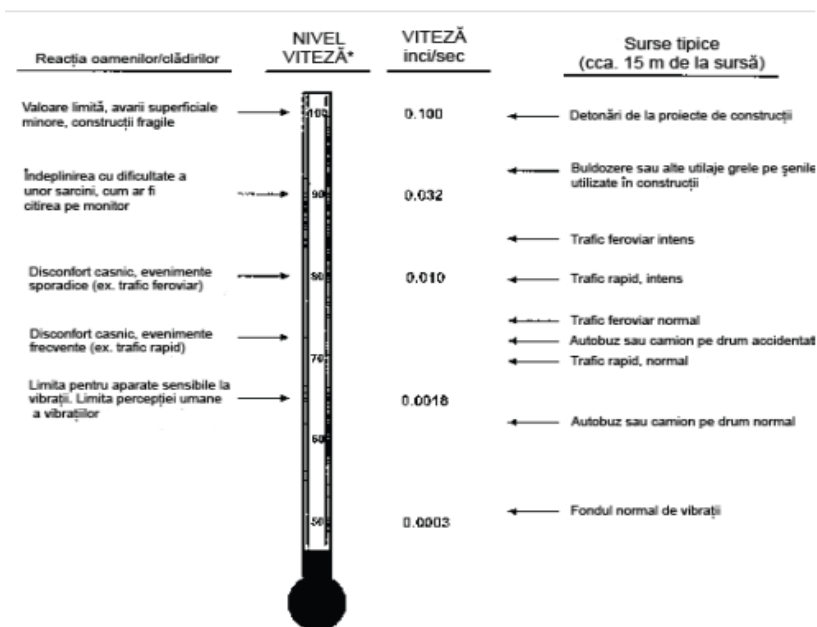 Reacția oamenilor/clădirilor
NIVEL
VITEZĂ*
VITEZĂ
inci/sec
Surse tipice
(cca. 15 m de la sursă)
Valoare limită, avarii superficiale
minore, construcții fragile
100
0.100
Detonări de la proiecte de construcții
Îndeplinirea cu dificultate a
unor sarcini, cum ar fi
citirea pe monitor
90
0.032
Buldozere sau alte utilaje grele pe șenile
utilizate în construcții
Trafic feroviar intens
Disconfort casnic, evenimente
sporadice (ex. trafic feroviar)
80
0.010
Trafic rapid, intens
Disconfort casnic, evenimente
frecvente (ex. trafic rapid)
70
Trafic feroviar normal
Autobuz sau camion pe drum accidentat
Trafic rapid, normal
Limita pentru aparate sensibile la
vibrații. Limita percepției umane
a vibrațiilor
0.0018
60
Autobuz sau camion pe drum normal
50
0.0003
Fondul normal de vibrații